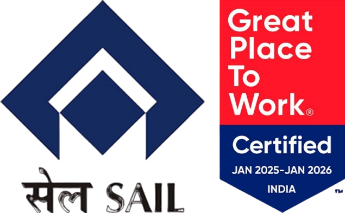 सेल SAIL
Great
Place
To
Work®
Certified
JAN 2025-JAN 2026
INDIA
™